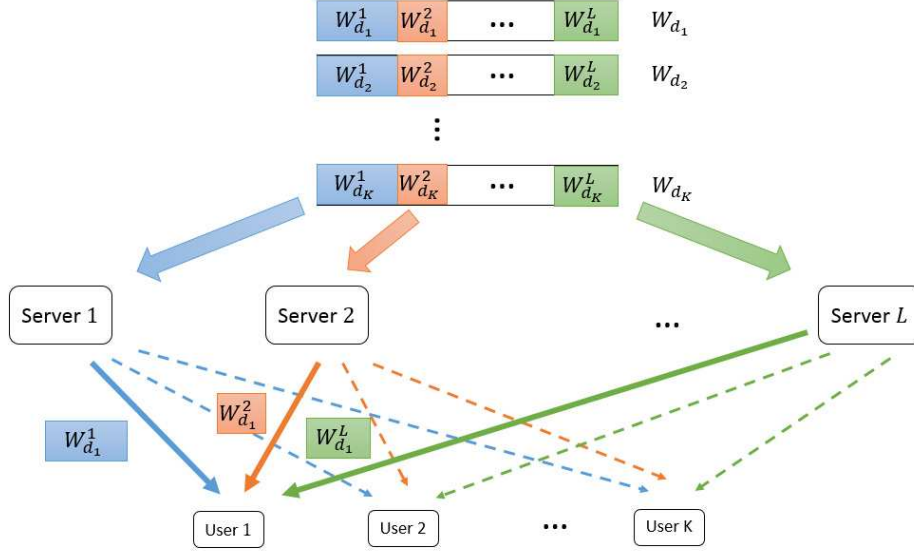 W_{d_1}^1 W_{d_1}^2 ... W_{d_1}^L W_{d_1}
W_{d_2}^1 W_{d_2}^2 ... W_{d_2}^L W_{d_2}
⋮
W_{d_K}^1 W_{d_K}^2 ... W_{d_K}^L W_{d_K}
Server 1 Server 2 ... Server L
W_{d_1}^1 W_{d_1}^2 W_{d_1}^L
User 1 User 2 ... User K